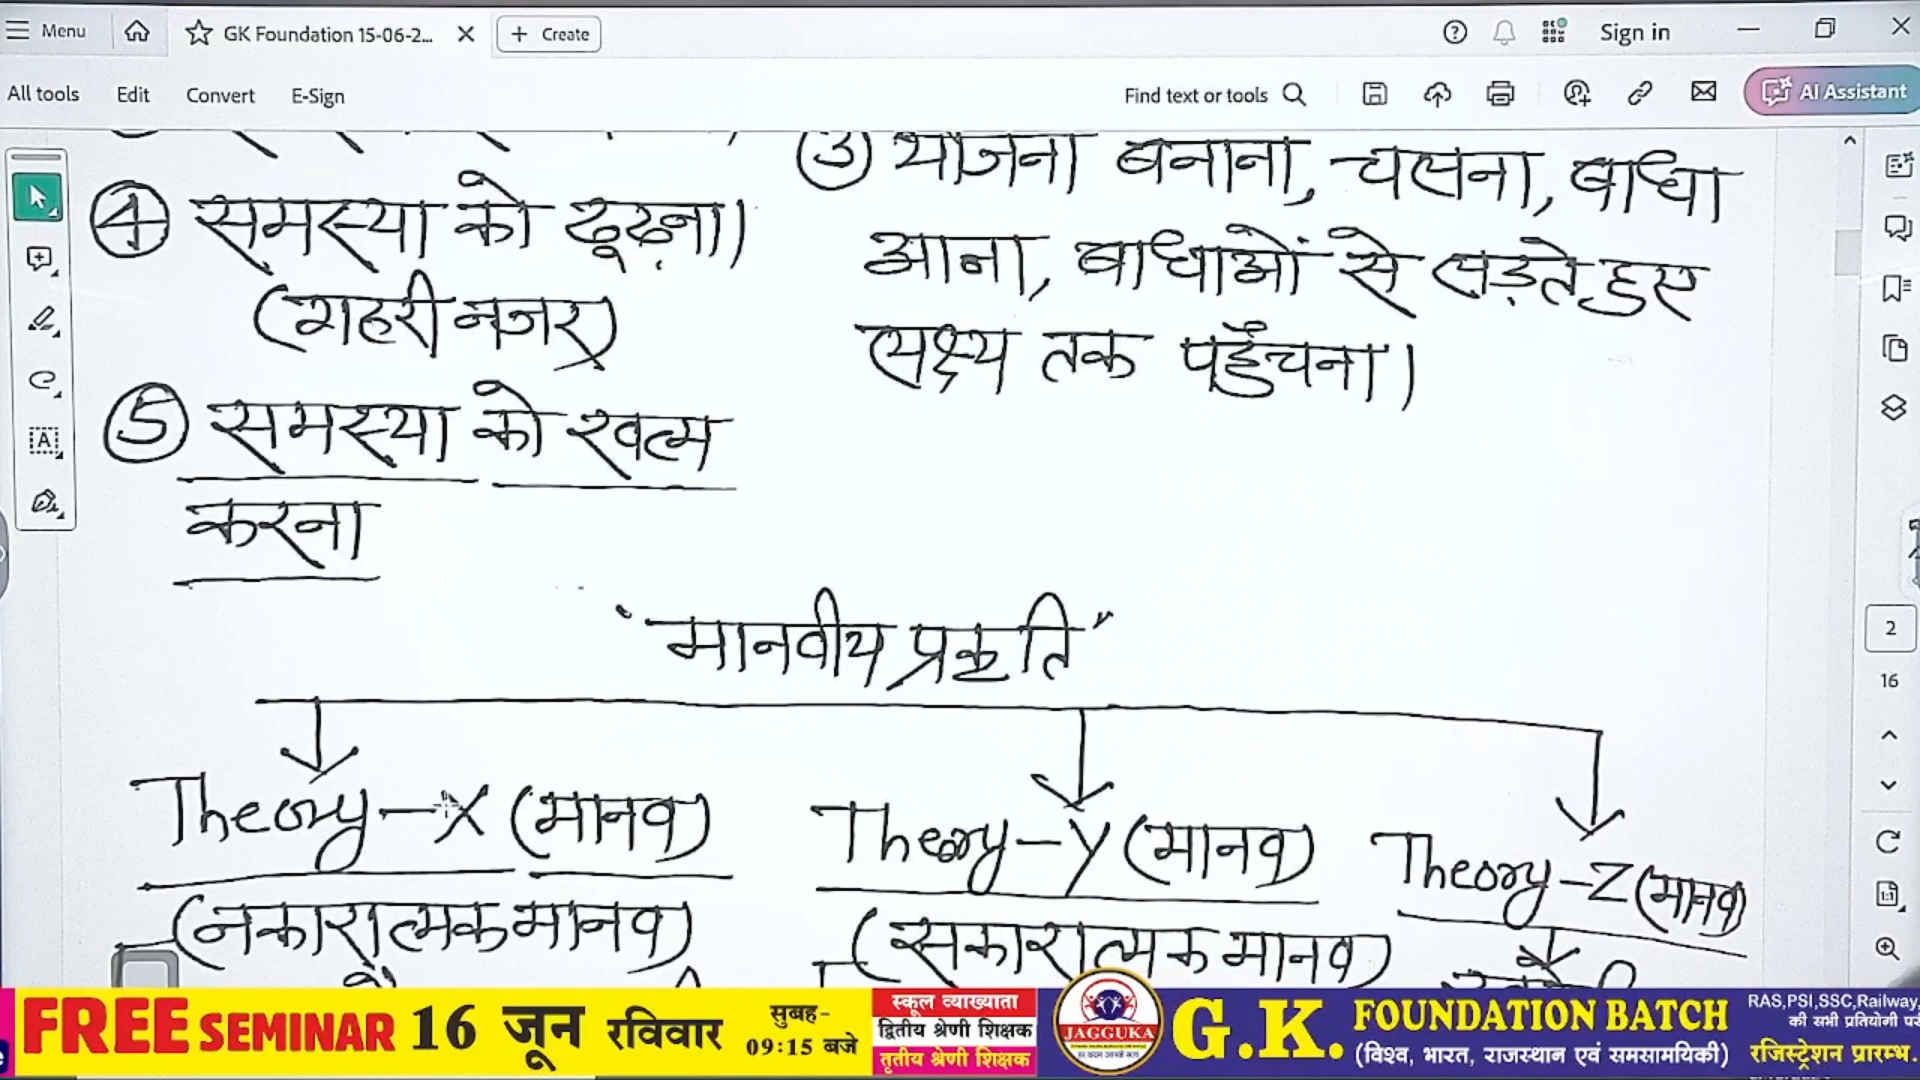 Menu
GK Foundation 15-06-2...
Create
Sign in
All tools
Edit
Convert
E-Sign
Find text or tools
AI Assistant
③ योजना बनाना, चलना, बाधा
आना, बाधाओं से लड़ते हुए
लक्ष्य तक पहुँचना।
④ समस्या को ढूढ़ना।
(गहरी नजर)
⑤ समस्या को खत्म
करना
"मानवीय प्रकृति"
Theory-X (मानव)
(नकारात्मक मानव)
Theory-Y (मानव)
(सकारात्मक मानव)
Theory-Z (मानव)
2
16
FREE SEMINAR 16 जून रविवार
सुबह-
09:15 बजे
स्कूल व्याख्याता
द्वितीय श्रेणी शिक्षक
तृतीय श्रेणी शिक्षक
JAGGUKA
G.K. FOUNDATION BATCH
(विश्व, भारत, राजस्थान एवं समसामयिकी)
RAS,PSI,SSC,Railway,
की सभी प्रतियोगी
रजिस्ट्रेशन प्रारम्भ.